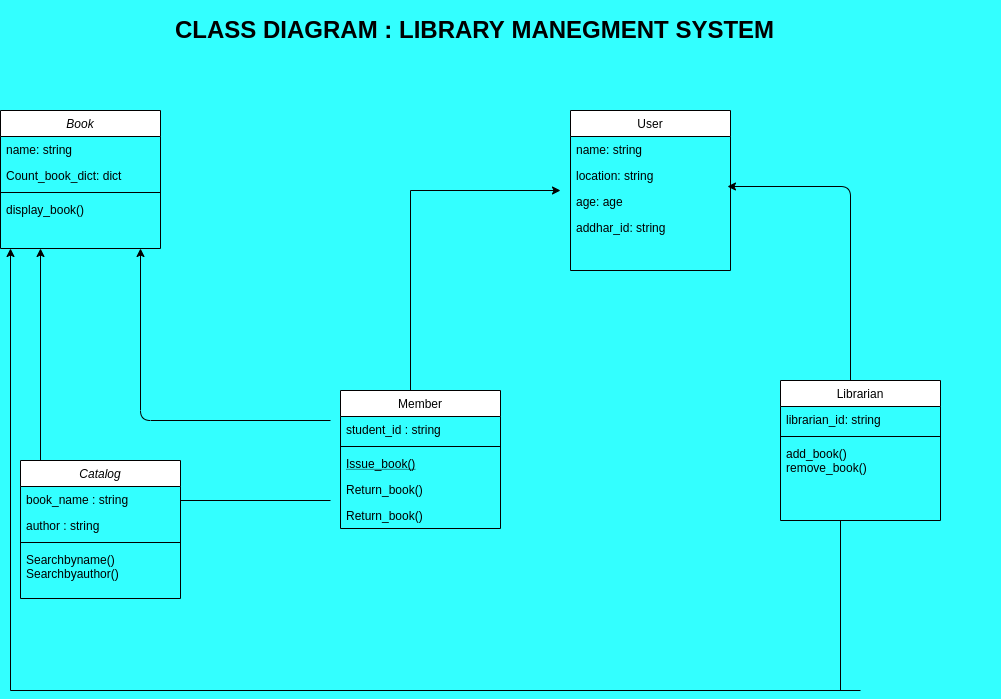 CLASS DIAGRAM : LIBRARY MANEGMENT SYSTEM
Book
name: string
Count_book_dict: dict
display_book()
User
name: string
location: string
age: age
addhar_id: string
Member
student_id : string
Issue_book()
Return_book()
Return_book()
Librarian
librarian_id: string
add_book()
remove_book()
Catalog
book_name : string
author : string
Searchbyname()
Searchbyauthor()